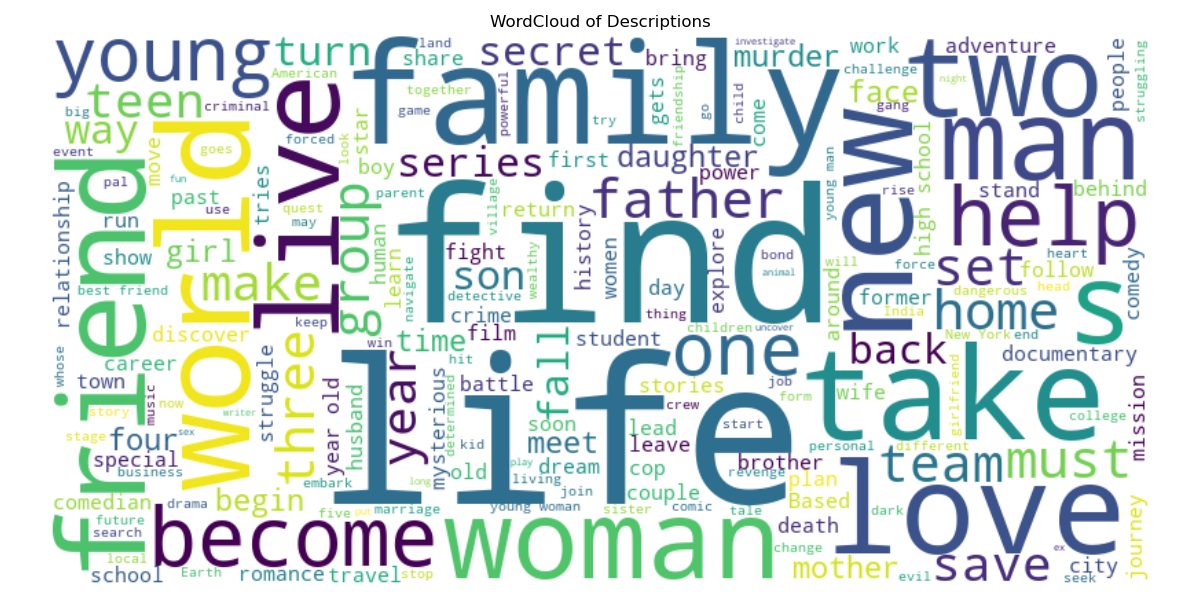 WordCloud of Descriptions
young
turn
family
secret
bring
investigate
murder
work
adventure
two
people
struggling
land
share
American
together
game
powerful
try
gets
friendship
go
child
come
challenge
face
gang
night
teen
big
criminal
way
live
forced
look
star
man
event
pal
friend
world
goes
move
fun
past
use
run
tries
quest
may
boy
parent
series
first
daughter
power
father
new
young man
rise
high school
stand
behind
help
relationship
girl
show
make
group
human
learn
navigate
village
return
find
fight
son
detective
wealthy
history
women
explore
day
bond
animal
will
around
force
set
follow
heart
dangerous
head
comedy
best friend
discover
keep
crime
film
thing
children
uncover
former
India
home
s
New York
end
career
town
whose
struggle
three
win
time
hit
fall
student
one
back
documentary
story
music
now
writer
year old
husband
year
mysterious
determined
battle
life
stories
job
form
crew
start
take
wife
girlfriend
college
mission
stage
four
sex
special
business
kid
soon
meet
lead
leave
cop
brother
revenge
personal
different
team
must
comedian
drama
begin
embark
long
old
play
living
dream
join
couple
plan
Based
love
dark
future
search
local
school
become
five
put
marriage
young woman
sister
comic
tale
woman
death
change
mother
evil
save
ex
seek
city
journey
Earth
romance
travel
stop